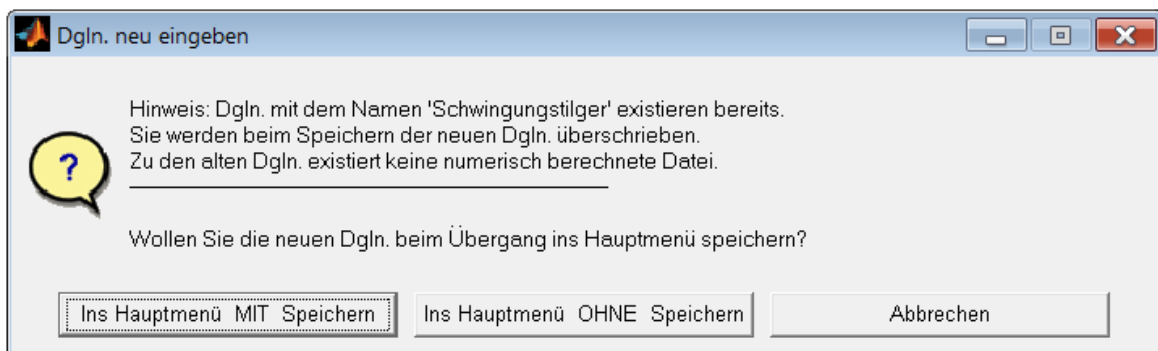 Dgln. neu eingeben
Hinweis: Dgln. mit dem Namen 'Schwingungstilger' existieren bereits.
Sie werden beim Speichern der neuen Dgln. überschrieben.
Zu den alten Dgln. existiert keine numerisch berechnete Datei.
?
Wollen Sie die neuen Dgln. beim Übergang ins Hauptmenü speichern?
Ins Hauptmenü MIT Speichern Ins Hauptmenü OHNE Speichern Abbrechen